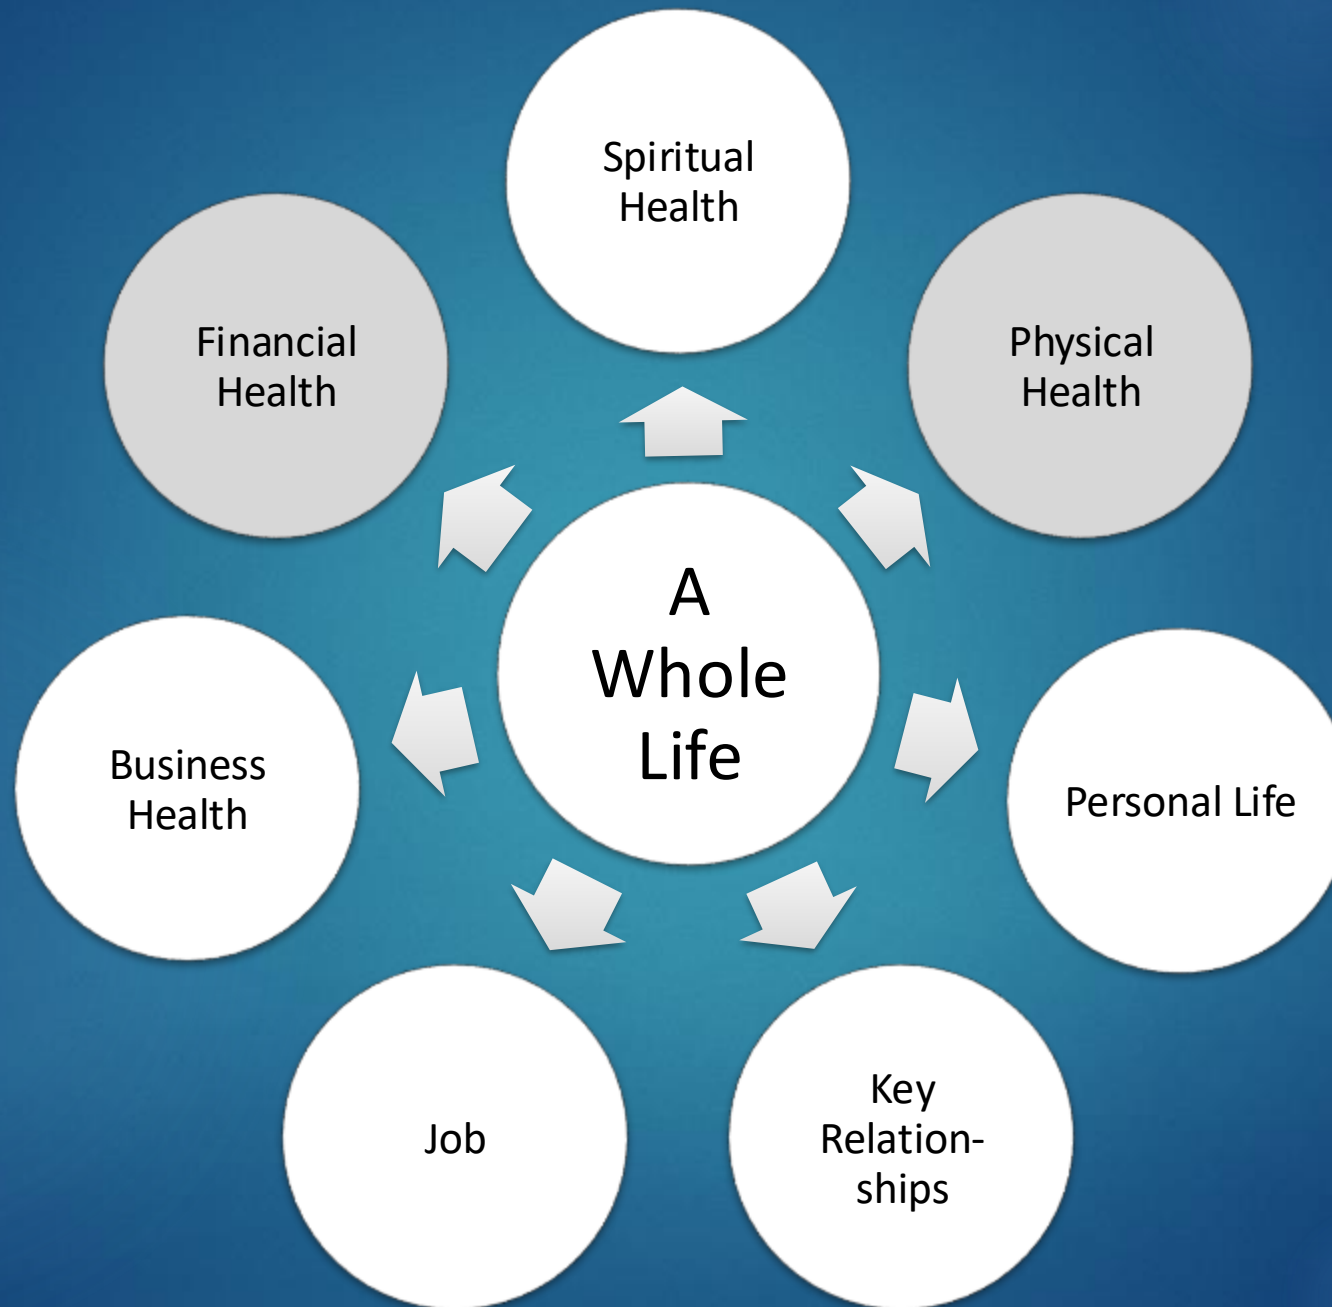 Spiritual
Health
Financial
Health
Physical
Health
A
Whole
Life
Business
Health
Personal Life
Job
Key
Relation-
ships